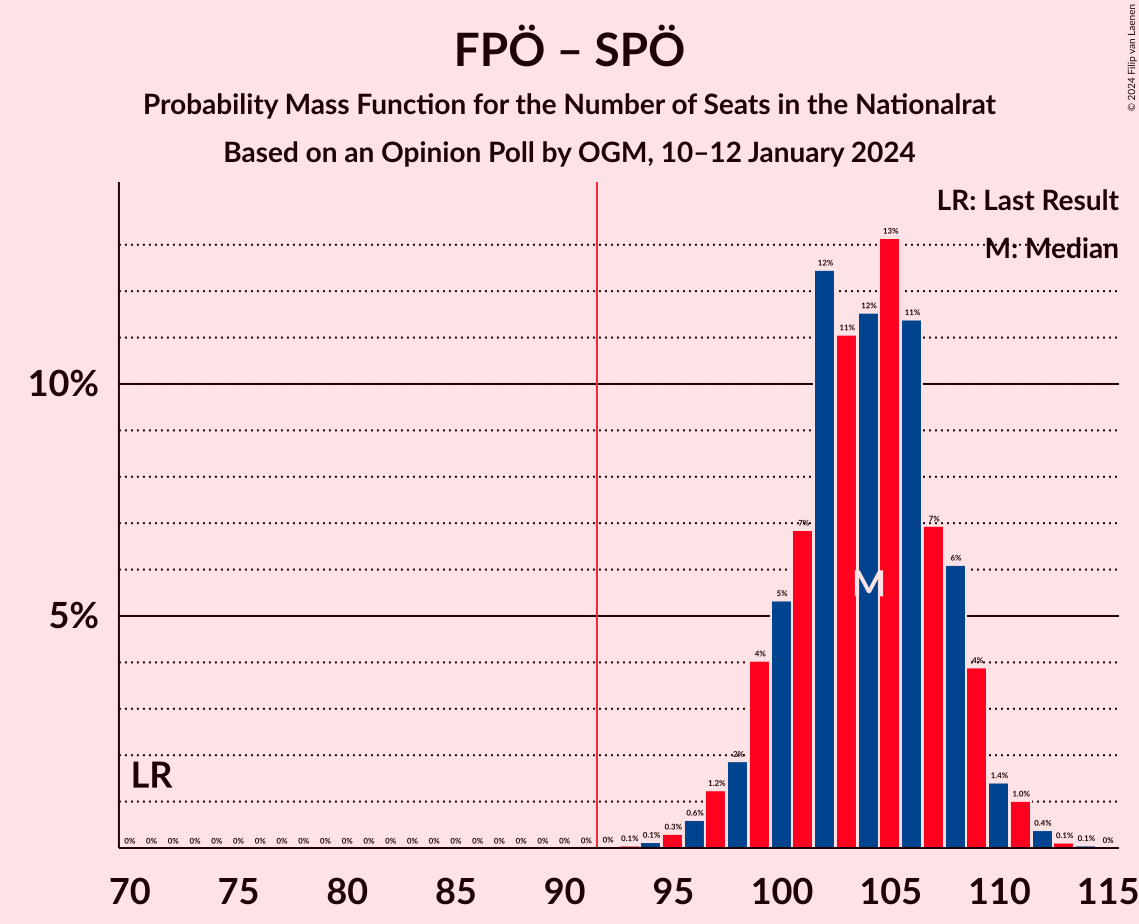 FPÖ – SPÖ
Probability Mass Function for the Number of Seats in the Nationalrat
Based on an Opinion Poll by OGM, 10–12 January 2024
© 2024 Filip van Laenen
LR: Last Result
M: Median
10%
5%
LR
M
0% 0% 0% 0% 0% 0% 0% 0% 0% 0% 0% 0% 0% 0% 0% 0% 0% 0% 0% 0% 0% 0% 0% 0.1% 0.1% 0.3% 0.6% 1.2% 2% 4% 5% 7% 12% 11% 12% 13% 11% 7% 6% 4% 1.4% 1.0% 0.4% 0.1% 0.1% 0%
70 75 80 85 90 95 100 105 110 115